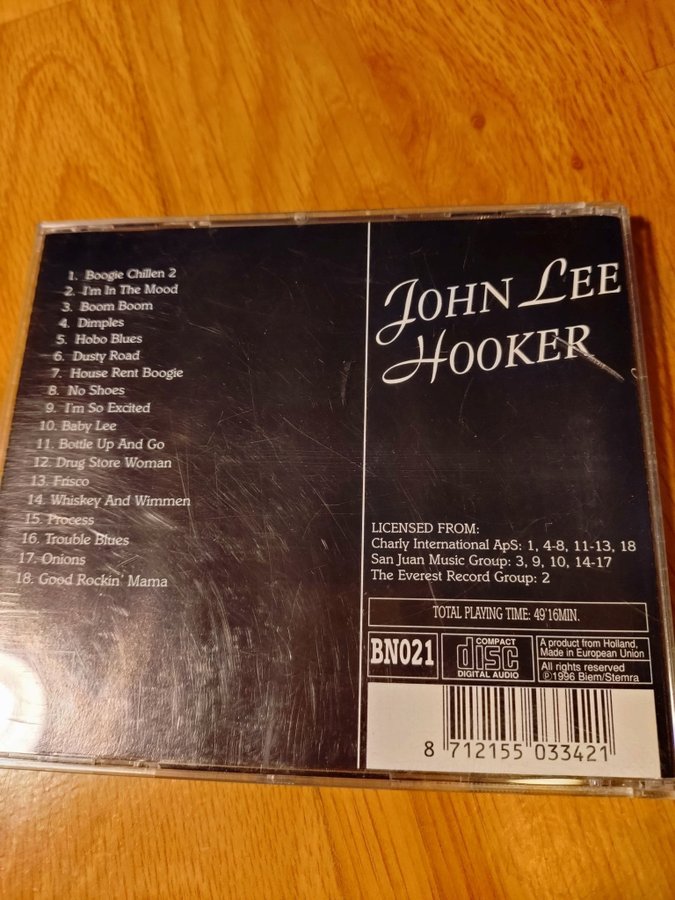 1. Boogie Chillen 2
2. I'm In The Mood
3. Boom Boom
4. Dimples
5. Hobo Blues
6. Dusty Road
7. House Rent Boogie
8. No Shoes
9. I'm So Excited
10. Baby Lee
11. Bottle Up And Go
12. Drug Store Woman
13. Frisco
14. Whiskey And Wimmen
15. Process
16. Trouble Blues
17. Onions
18. Good Rockin' Mama
JOHN LEE
HOOKER
LICENSED FROM:
Charly International ApS: 1, 4-8, 11-13, 18
San Juan Music Group: 3, 9, 10, 14-17
The Everest Record Group: 2
TOTAL PLAYING TIME: 49'16MIN.
BN021
COMPACT
disc
DIGITAL AUDIO
A product from Holland,
Made in European Union
All rights reserved
℗1996 Biem/Stemra
8 712155 033421